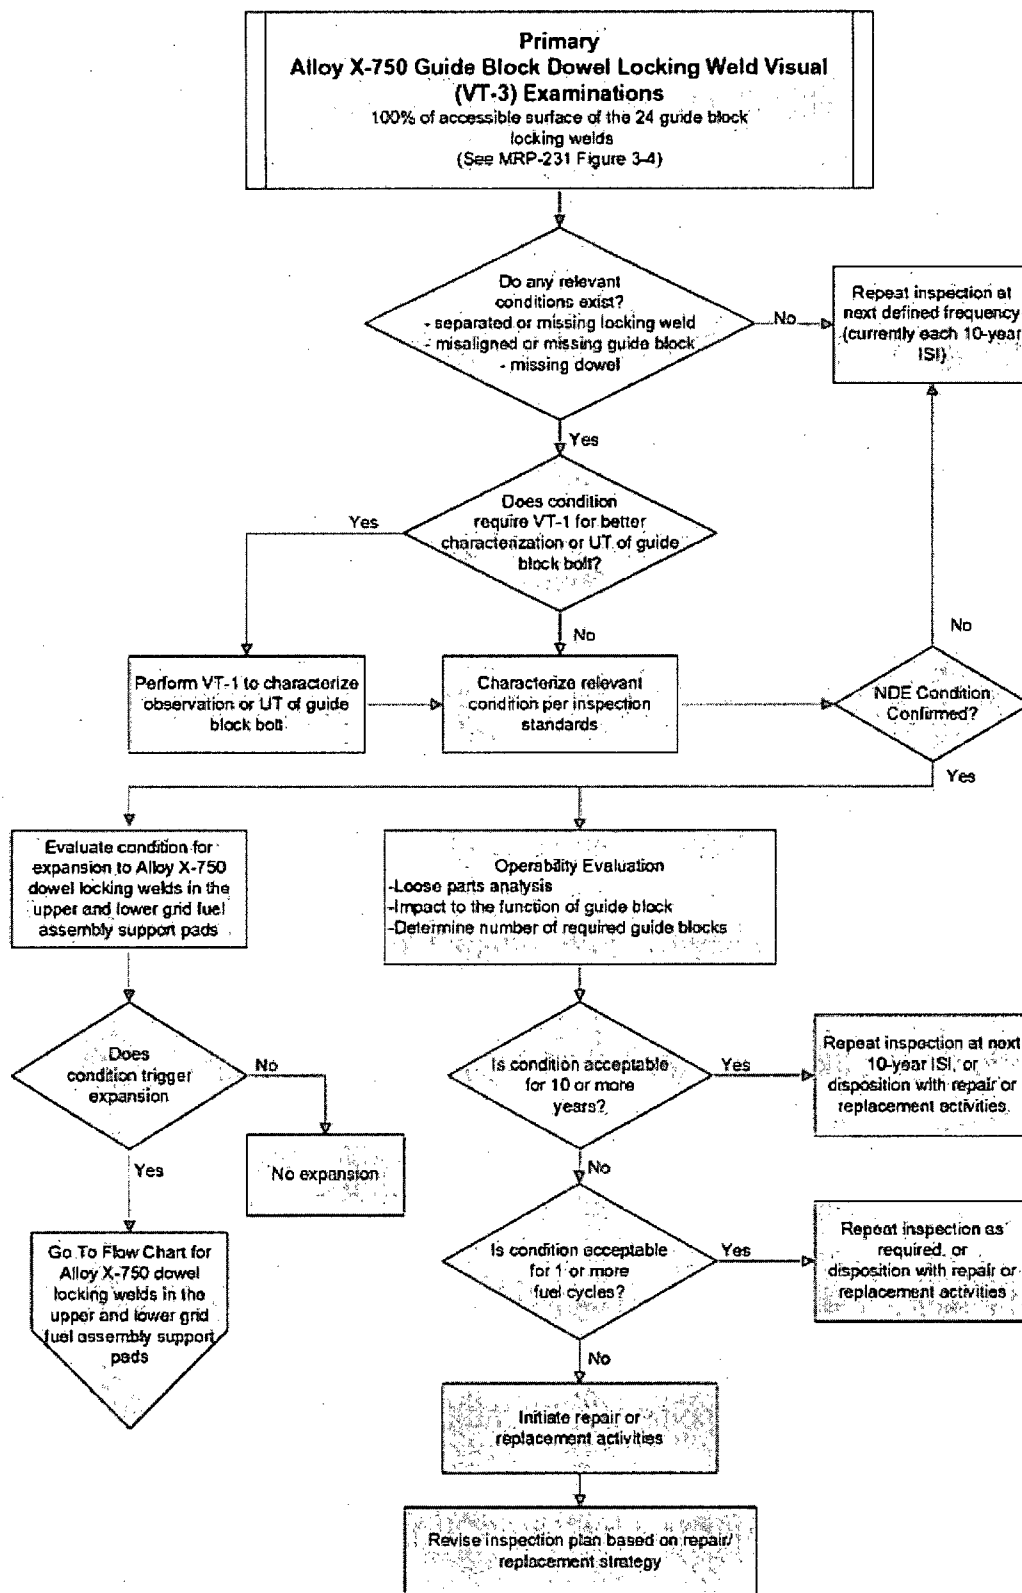 Primary
Alloy X-750 Guide Block Dowel Locking Weld Visual
(VT-3) Examinations
100% of accessible surface of the 24 guide block
locking welds
(See MRP-231 Figure 3-4)
Do any relevant
conditions exist?
- separated or missing locking weld
- misaligned or missing guide block
- missing dowel
No
Repeat inspection at
next defined frequency
(currently each 10-year
ISI)
Yes
Does condition
require VT-1 for better
characterization or UT of guide
block bolt?
Yes
No
Perform VT-1 to characterize
observation or UT of guide
block bolt
Characterize relevant
condition per inspection
standards
NDE Condition
Confirmed?
No
Yes
Evaluate condition for
expansion to Alloy X-750
dowel locking welds in the
upper and lower grid fuel
assembly support pads
Operability Evaluation
-Loose parts analysis
-Impact to the function of guide block
-Determine number of required guide blocks
Does
condition trigger
expansion
No
Yes
No expansion
Is condition acceptable
for 10 or more
years?
Yes
No
Repeat inspection at next
10-year ISI, or
disposition with repair or
replacement activities.
Go To Flow Chart for
Alloy X-750 dowel
locking welds in the
upper and lower grid
fuel assembly support
pads
Is condition acceptable
for 1 or more
fuel cycles?
Yes
No
Repeat inspection as
required, or
disposition with repair or
replacement activities
Initiate repair or
replacement activities
Revise inspection plan based on repair/
replacement strategy